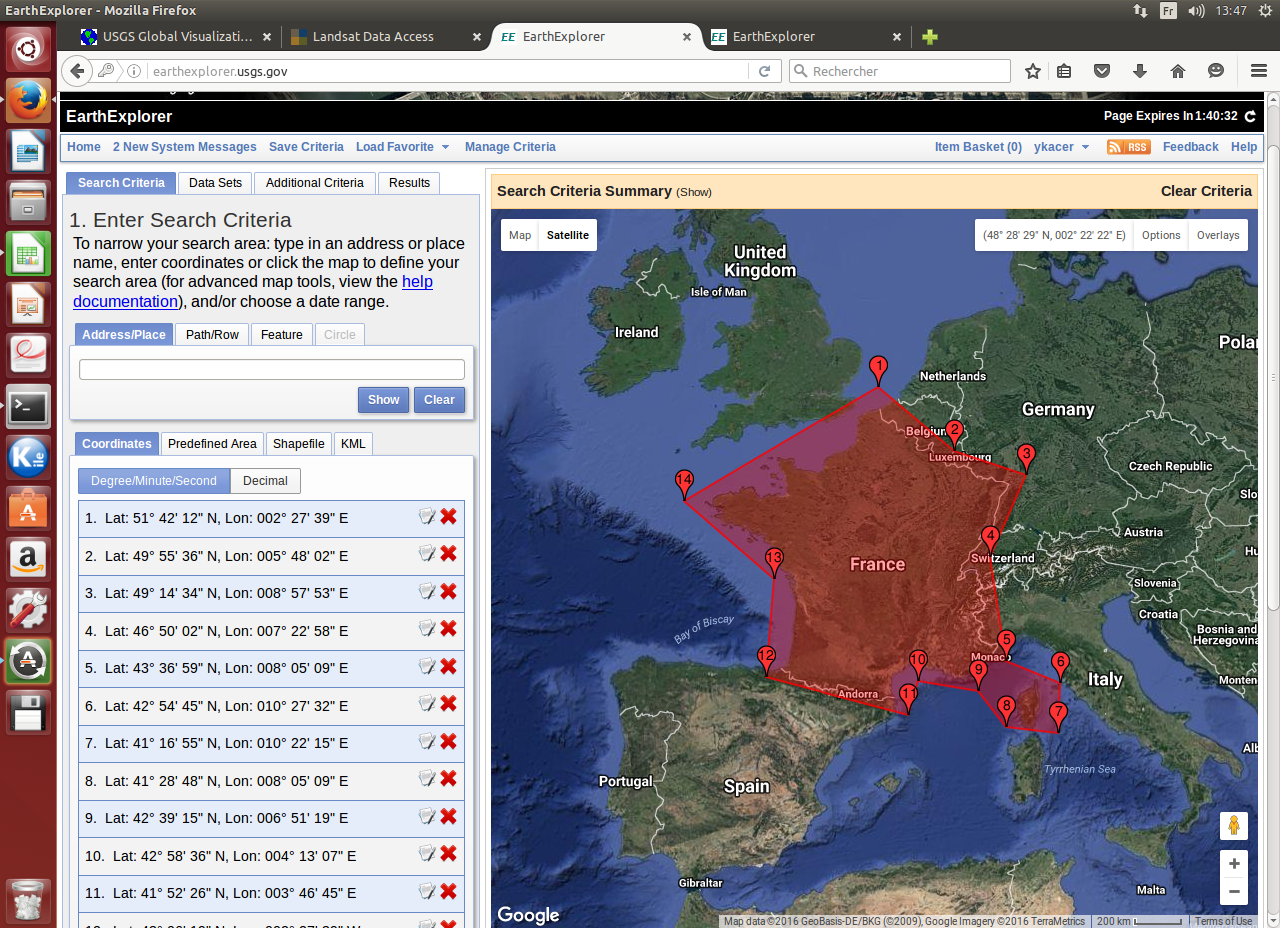 EarthExplorer - Mozilla Firefox
Fr
13:47
USGS Global Visualizati...
Landsat Data Access
EE EarthExplorer
EE EarthExplorer
earthexplorer.usgs.gov
Rechercher
EarthExplorer
Page Expires In 1:40:32
Home 2 New System Messages Save Criteria Load Favorite Manage Criteria
Item Basket (0) ykacer RSS Feedback Help
Search Criteria Data Sets Additional Criteria Results
1. Enter Search Criteria
To narrow your search area: type in an address or place
name, enter coordinates or click the map to define your
search area (for advanced map tools, view the help
documentation), and/or choose a date range.
Address/Place Path/Row Feature Circle
Show Clear
Coordinates Predefined Area Shapefile KML
Degree/Minute/Second Decimal
1. Lat: 51° 42' 12" N, Lon: 002° 27' 39" E
2. Lat: 49° 55' 36" N, Lon: 005° 48' 02" E
3. Lat: 49° 14' 34" N, Lon: 008° 57' 53" E
4. Lat: 46° 50' 02" N, Lon: 007° 22' 58" E
5. Lat: 43° 36' 59" N, Lon: 008° 05' 09" E
6. Lat: 42° 54' 45" N, Lon: 010° 27' 32" E
7. Lat: 41° 16' 55" N, Lon: 010° 22' 15" E
8. Lat: 41° 28' 48" N, Lon: 008° 05' 09" E
9. Lat: 42° 39' 15" N, Lon: 006° 51' 19" E
10. Lat: 42° 58' 36" N, Lon: 004° 13' 07" E
11. Lat: 41° 52' 26" N, Lon: 003° 46' 45" E
Search Criteria Summary (Show)
Clear Criteria
Map Satellite
(48° 28' 29" N, 002° 22' 22" E) Options Overlays
United
Kingdom
Isle of Man
Ireland
Polan
1
Netherlands
Germany
Belgium
2
Luxembourg
3
Czech Republic
14
Slo
4
Austria
13
Switzerland
France
Hu
Slovenia
Croatia
Bay of Biscay
Bosnia and
Herzegovina
5
Monaco
12
10
6
9
Italy
Monten
Andorra
11
8
7
Alb
Tyrrhenian Sea
Portugal
Spain
Gibraltar
Malta
Google
Map data ©2016 GeoBasis-DE/BKG (©2009), Google Imagery ©2016 TerraMetrics
200 km
Terms of Use